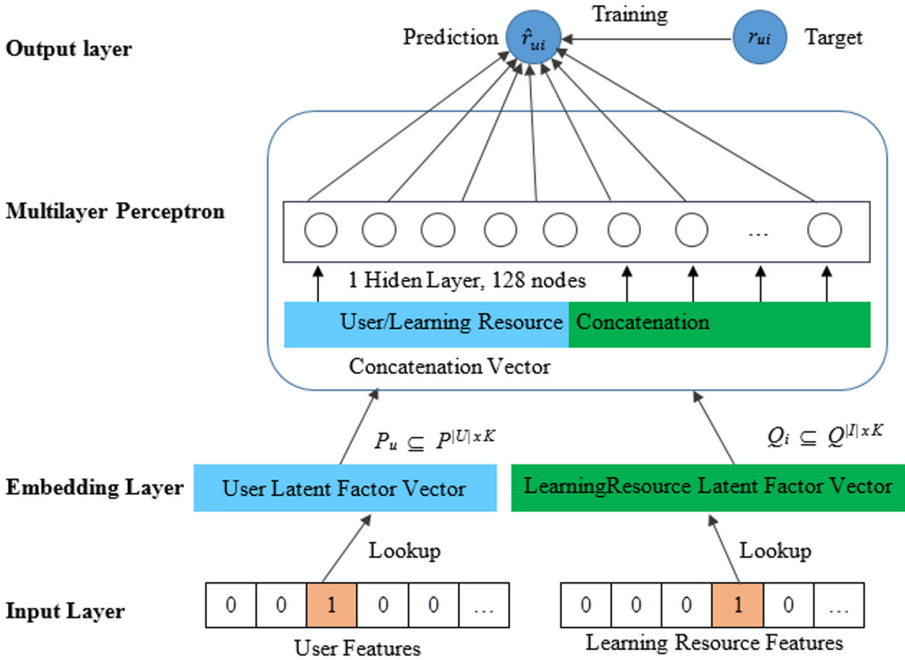 Training
Output layer
Prediction
r̂ui
rui
Target
Multilayer Perceptron
...
1 Hiden Layer, 128 nodes
User/Learning Resource Concatenation
Concatenation Vector
Pu ⊆ P|U|xK
Qi ⊆ Q|I|xK
Embedding Layer
User Latent Factor Vector
LearningResource Latent Factor Vector
Lookup
Lookup
Input Layer
0 0 1 0 0 ...
0 0 0 1 0 ...
User Features
Learning Resource Features